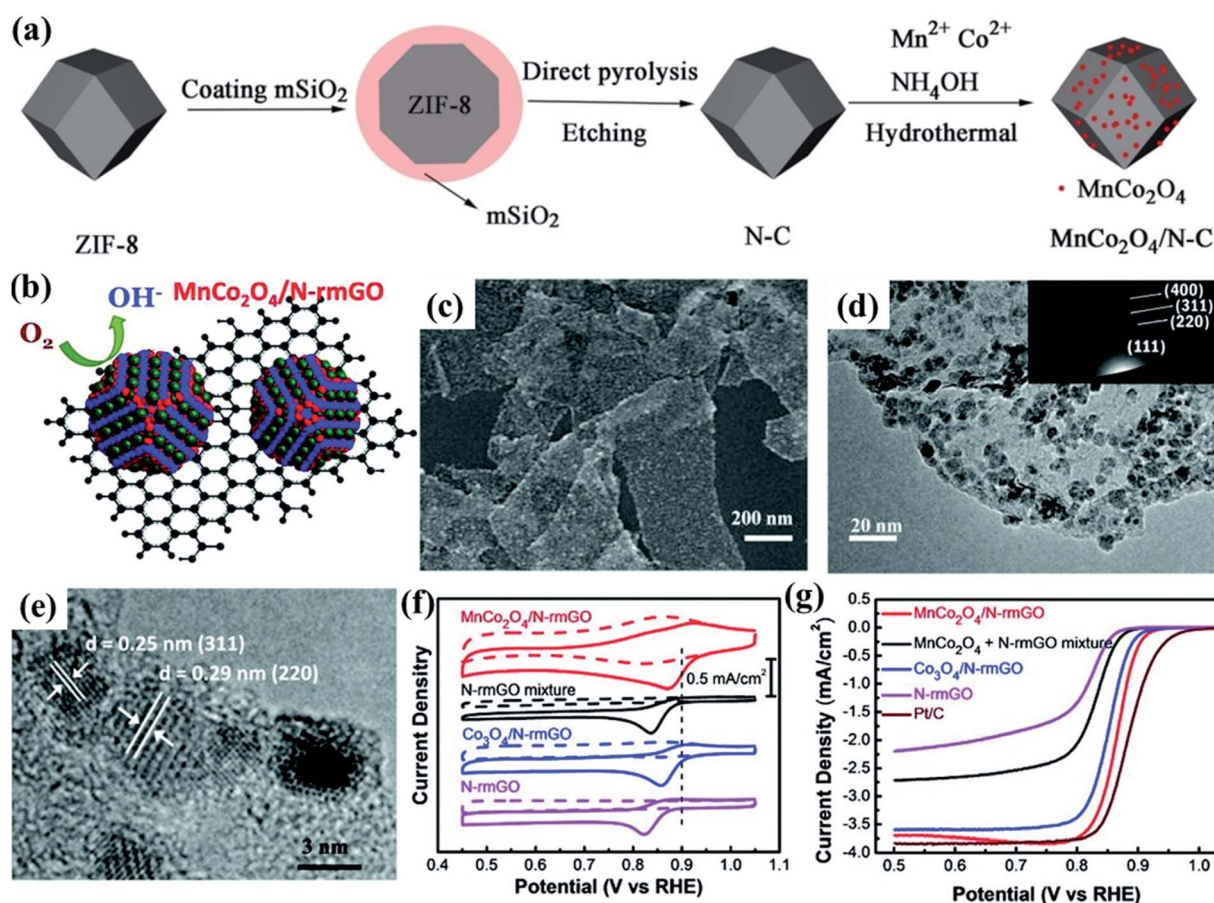 (a)
Coating mSiO₂
ZIF-8
Direct pyrolysis
Etching
Mn²⁺ Co²⁺
NH₄OH
Hydrothermal
mSiO₂
ZIF-8
N-C
• MnCo₂O₄
MnCo₂O₄/N-C
(b)
OH⁻
MnCo₂O₄/N-rmGO
O₂
(c)
200 nm
(d)
(400)
(311)
(220)
(111)
20 nm
(e)
d = 0.25 nm (311)
d = 0.29 nm (220)
3 nm
(f)
MnCo₂O₄/N-rmGO
0.5 mA/cm²
N-rmGO mixture
Co₃O₄/N-rmGO
N-rmGO
Current Density
0.4 0.5 0.6 0.7 0.8 0.9 1.0 1.1
Potential (V vs RHE)
(g)
MnCo₂O₄/N-rmGO
MnCo₂O₄ + N-rmGO mixture
Co₃O₄/N-rmGO
N-rmGO
Pt/C
Current Density (mA/cm²)
0.5
0.0
-0.5
-1.0
-1.5
-2.0
-2.5
-3.0
-3.5
-4.0
0.5 0.6 0.7 0.8 0.9 1.0
Potential (V vs RHE)